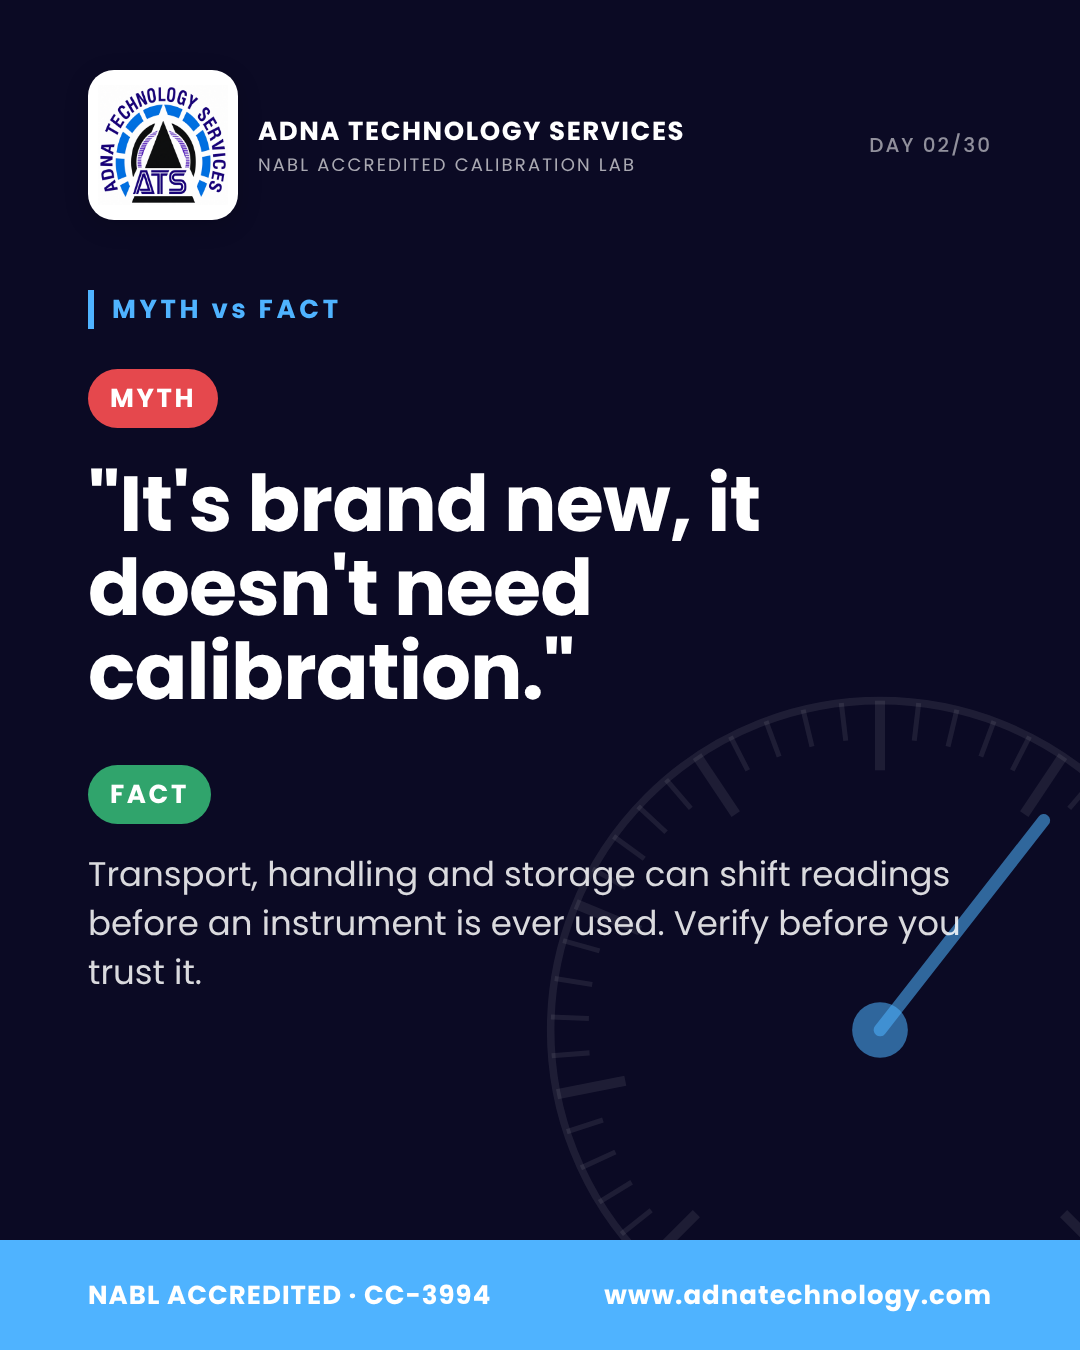 ADNA TECHNOLOGY SERVICES
ATS
ADNA TECHNOLOGY SERVICES
NABL ACCREDITED CALIBRATION LAB
DAY 02/30
MYTH vs FACT
MYTH
"It's brand new, it
doesn't need
calibration."
FACT
Transport, handling and storage can shift readings
before an instrument is ever used. Verify before you
trust it.
NABL ACCREDITED · CC-3994
www.adnatechnology.com